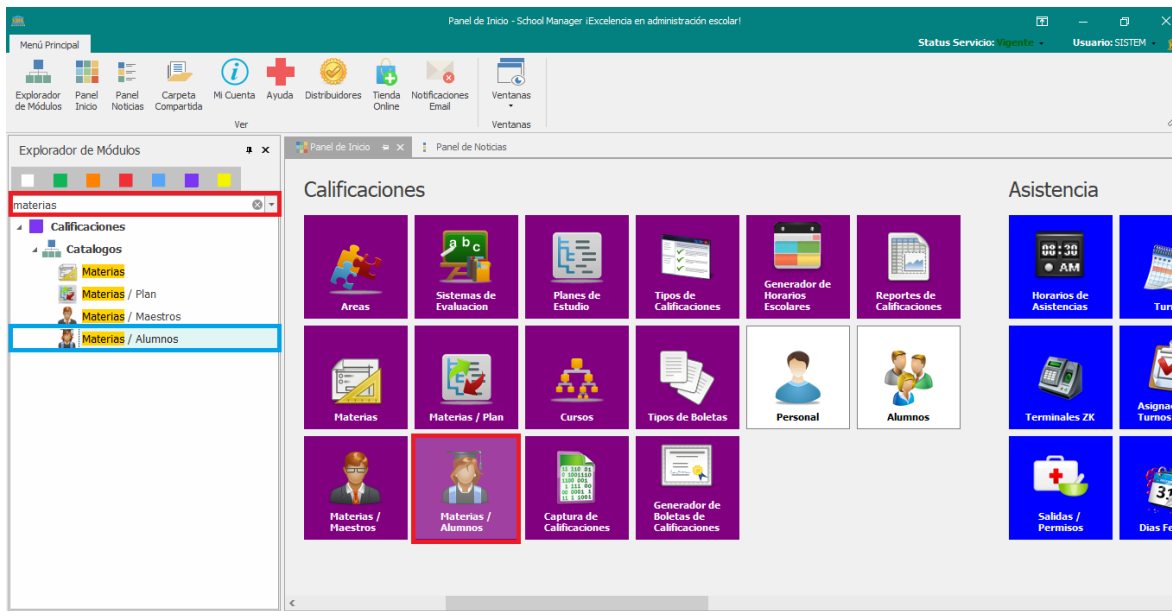 Panel de Inicio - School Manager ¡Excelencia en administración escolar!
Menú Principal
Status Servicio: Vigente
Usuario: SISTEM
Explorador de Módulos
Panel Inicio
Panel Noticias
Carpeta Compartida
Mi Cuenta
Ayuda
Distribuidores
Tienda Online
Notificaciones Email
Ventanas
Ver
Ventanas
Explorador de Módulos
materias
Calificaciones
Catalogos
Materias
Materias / Plan
Materias / Maestros
Materias / Alumnos
Panel de Inicio
Panel de Noticias
Calificaciones
Areas
a b c
Sistemas de
Evaluacion
Planes de
Estudio
Tipos de
Calificaciones
Generador de
Horarios
Escolares
Reportes de
Calificaciones
Materias
Materias / Plan
Cursos
Tipos de Boletas
Personal
Alumnos
Materias /
Maestros
Materias /
Alumnos
Captura de
Calificaciones
Generador de
Boletas de
Calificaciones
Asistencia
08:30
AM
Horarios de
Asistencias
Terminales ZK
Salidas /
Permisos